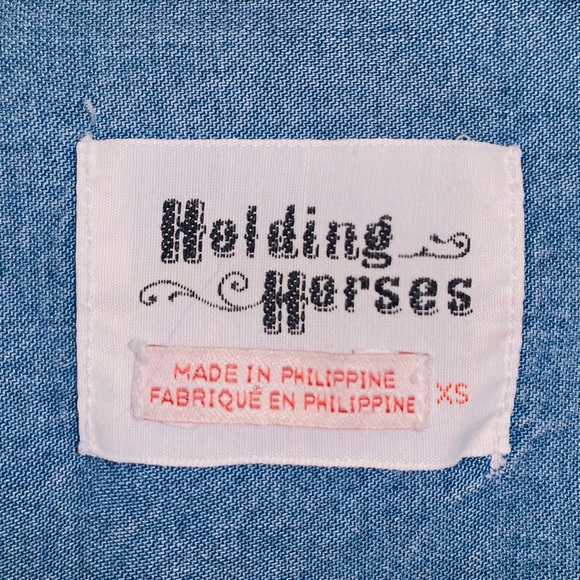 Holding
Horses
MADE IN PHILIPPINE
FABRIQUÉ EN PHILIPPINE
XS